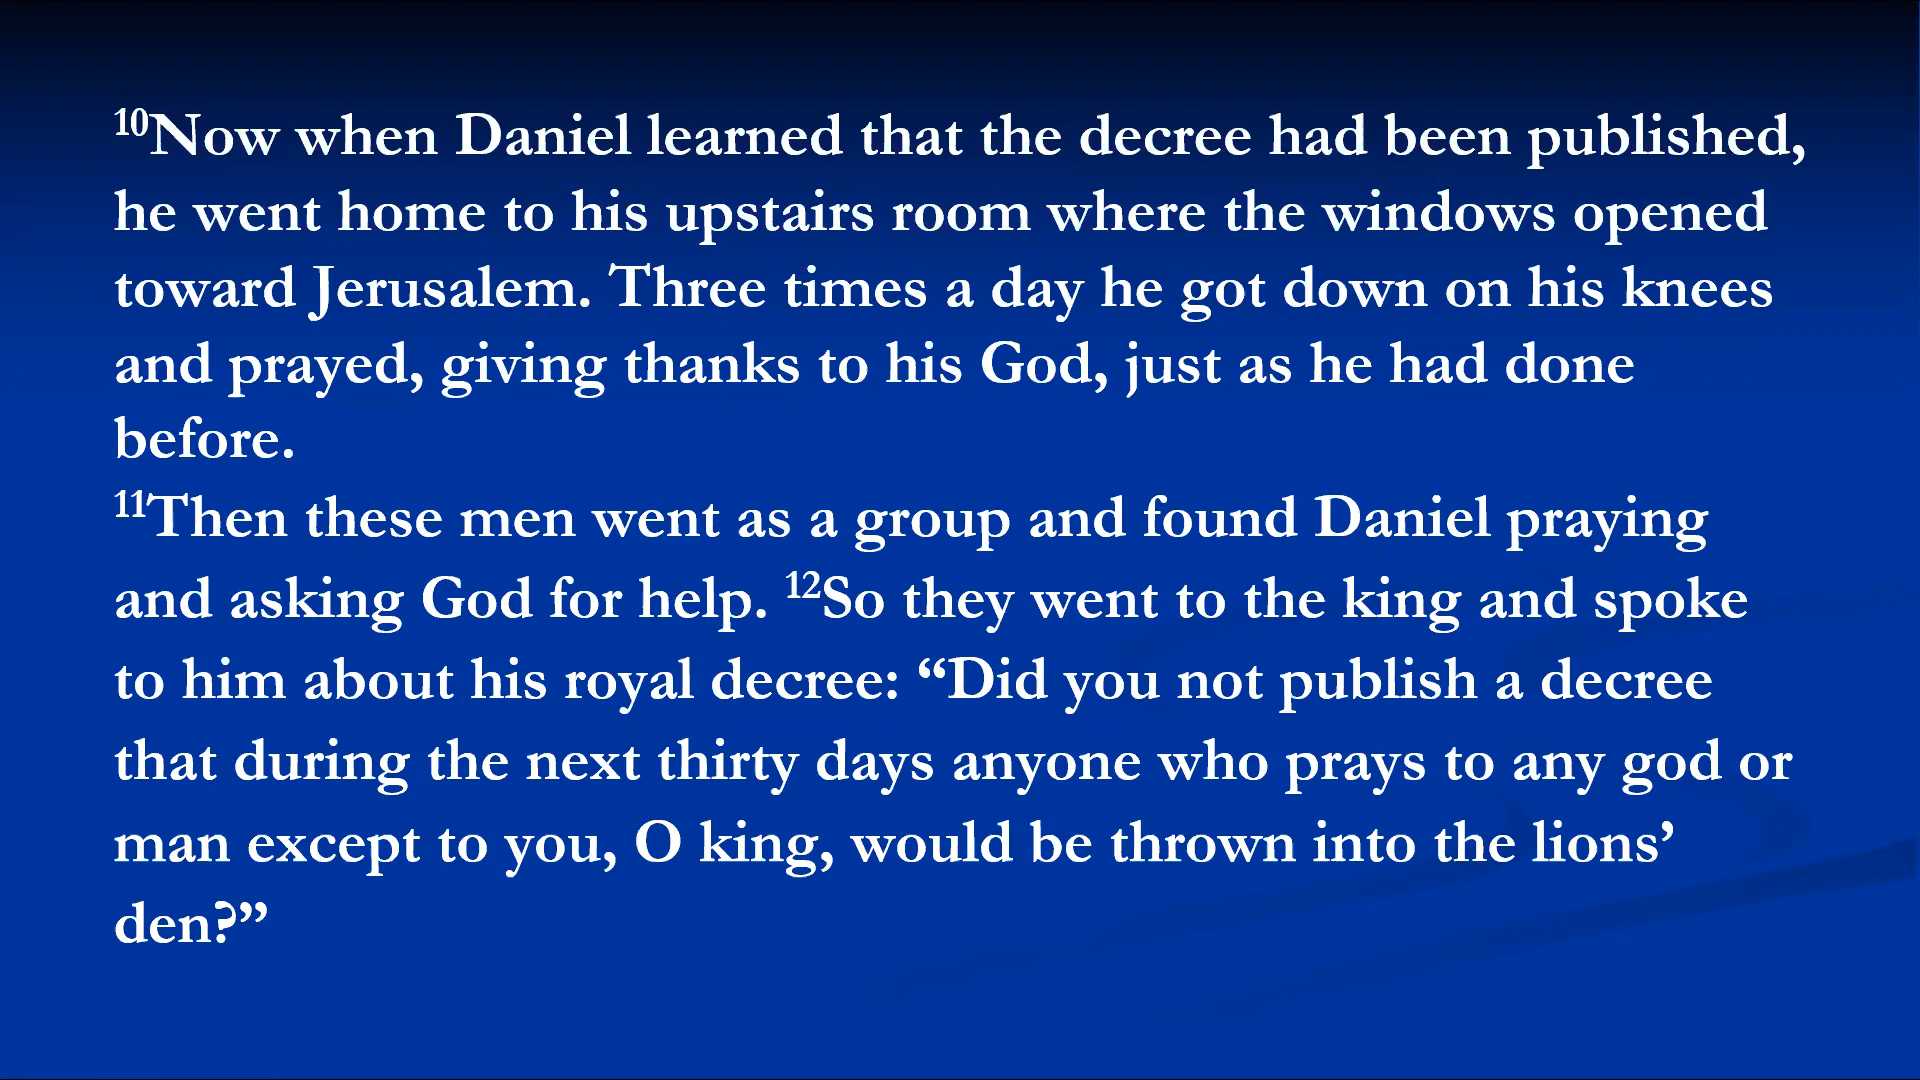 ¹⁰Now when Daniel learned that the decree had been published,
he went home to his upstairs room where the windows opened
toward Jerusalem. Three times a day he got down on his knees
and prayed, giving thanks to his God, just as he had done
before.
¹¹Then these men went as a group and found Daniel praying
and asking God for help. ¹²So they went to the king and spoke
to him about his royal decree: “Did you not publish a decree
that during the next thirty days anyone who prays to any god or
man except to you, O king, would be thrown into the lions’
den?”